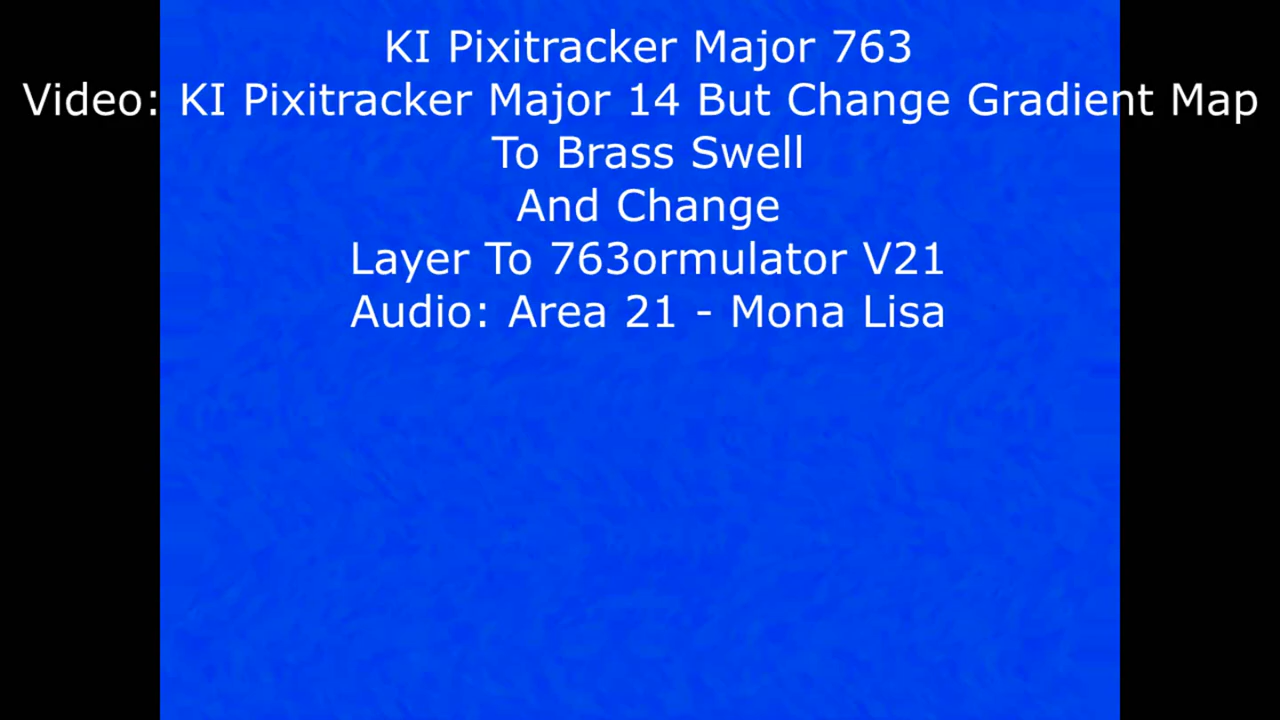 KI Pixitracker Major 763
Video: KI Pixitracker Major 14 But Change Gradient Map
To Brass Swell
And Change
Layer To 763ormulator V21
Audio: Area 21 - Mona Lisa